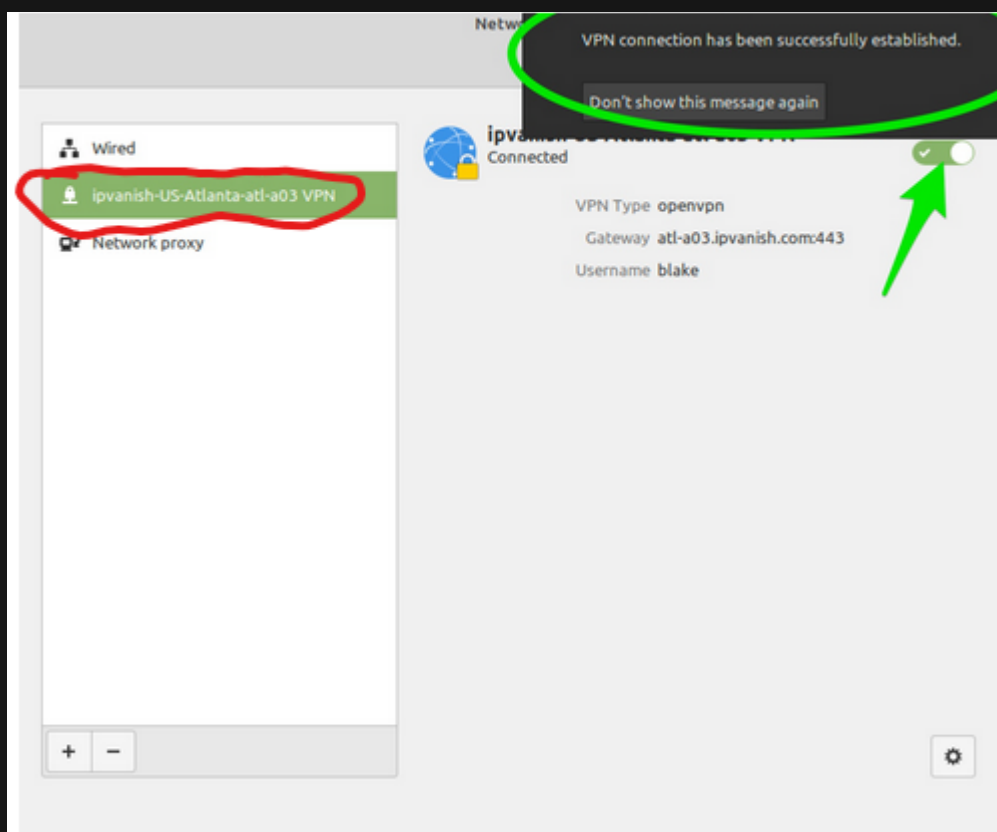 Netw
VPN connection has been successfully established.
Don't show this message again
Wired
ipvanish-US-Atlanta-atl-a03 VPN
Network proxy
Connected
VPN Type openvpn
Gateway atl-a03.ipvanish.com:443
Username blake
+ −